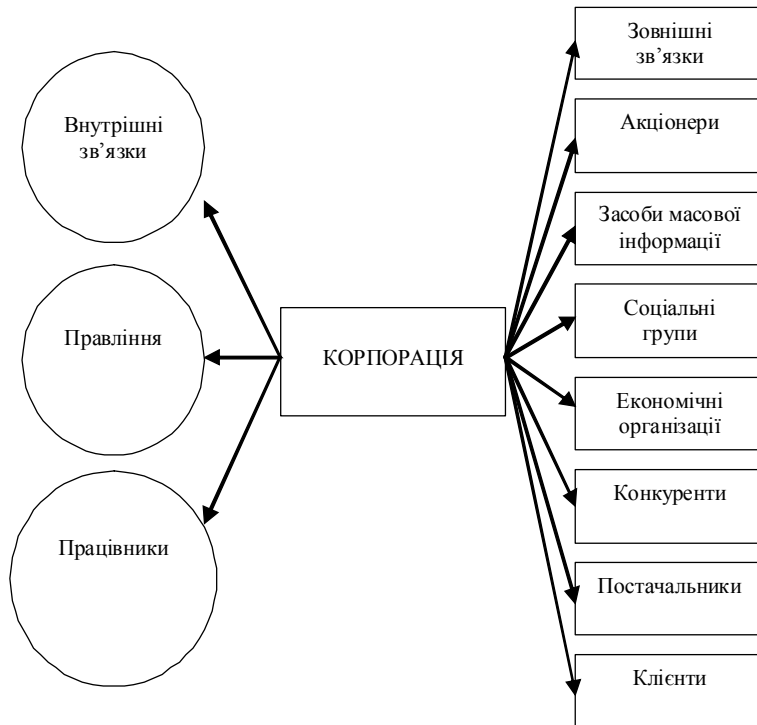 Внутрішні
зв’язки
Правління
Працівники
КОРПОРАЦІЯ
Зовнішні
зв’язки
Акціонери
Засоби масової
інформації
Соціальні
групи
Економічні
організації
Конкуренти
Постачальники
Клієнти